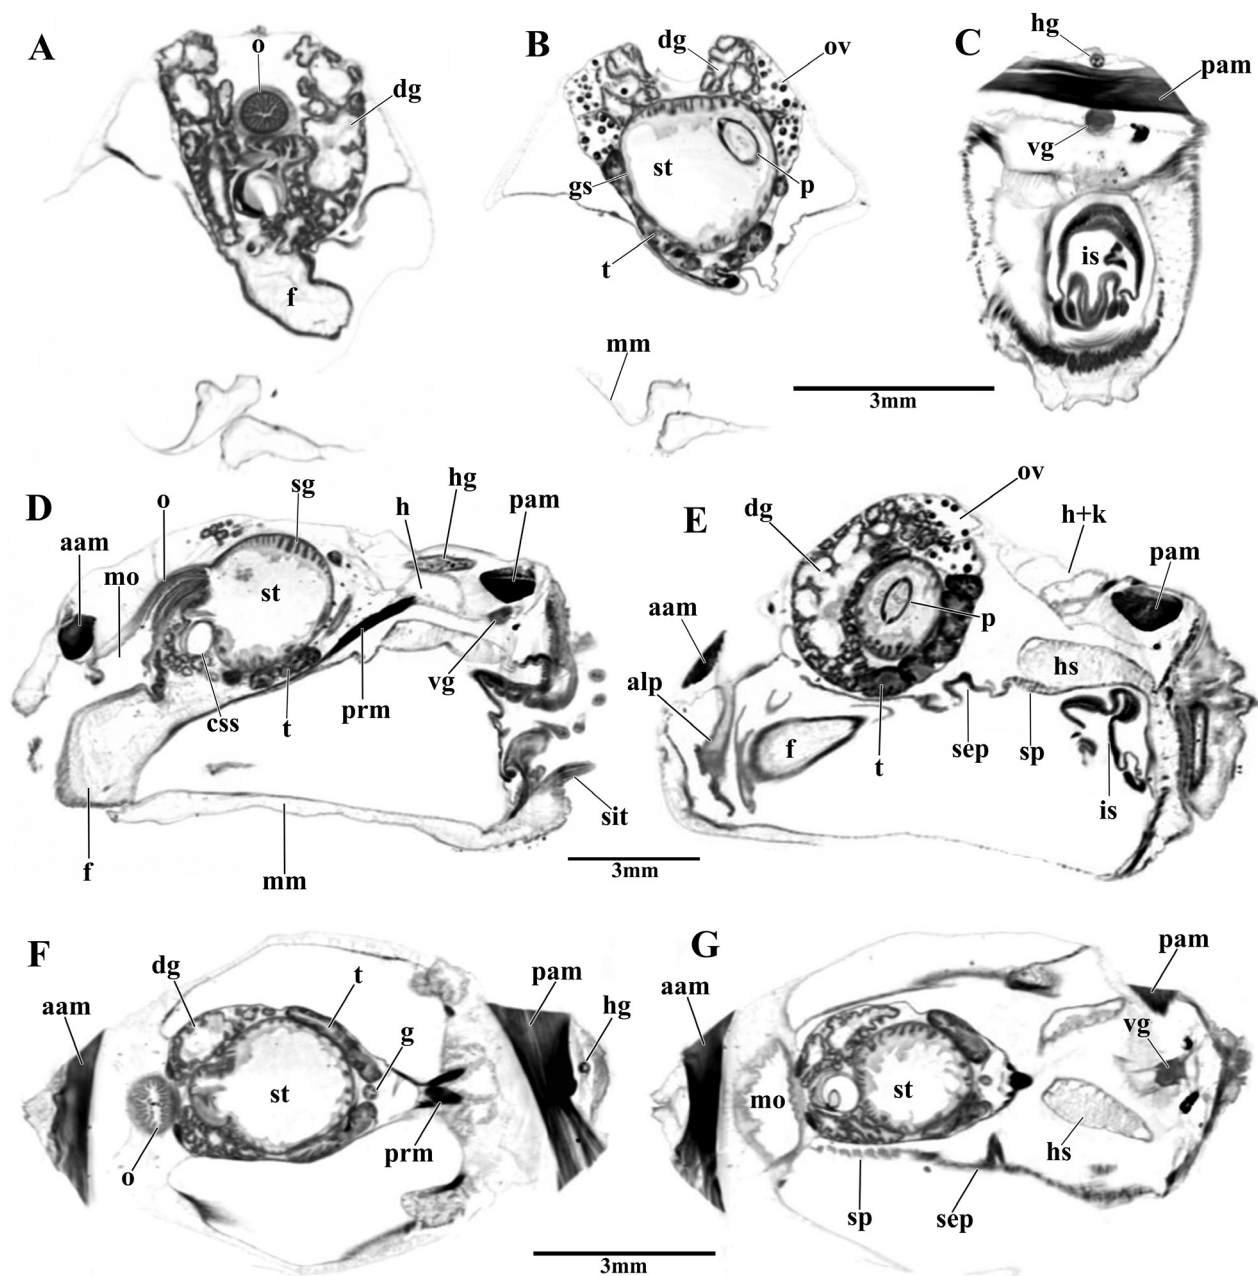 A
o
dg
f
B
dg
ov
st
gs
p
t
mm
C
hg
pam
vg
is
3mm
D
o
sg
hg
h
pam
aam
mo
st
css
t
prm
vg
sit
f
mm
3mm
E
ov
dg
h+k
pam
aam
p
hs
alp
f
t
sep
sp
is
F
dg
t
pam
aam
hg
g
st
prm
o
3mm
G
pam
aam
vg
mo
st
hs
sp
sep